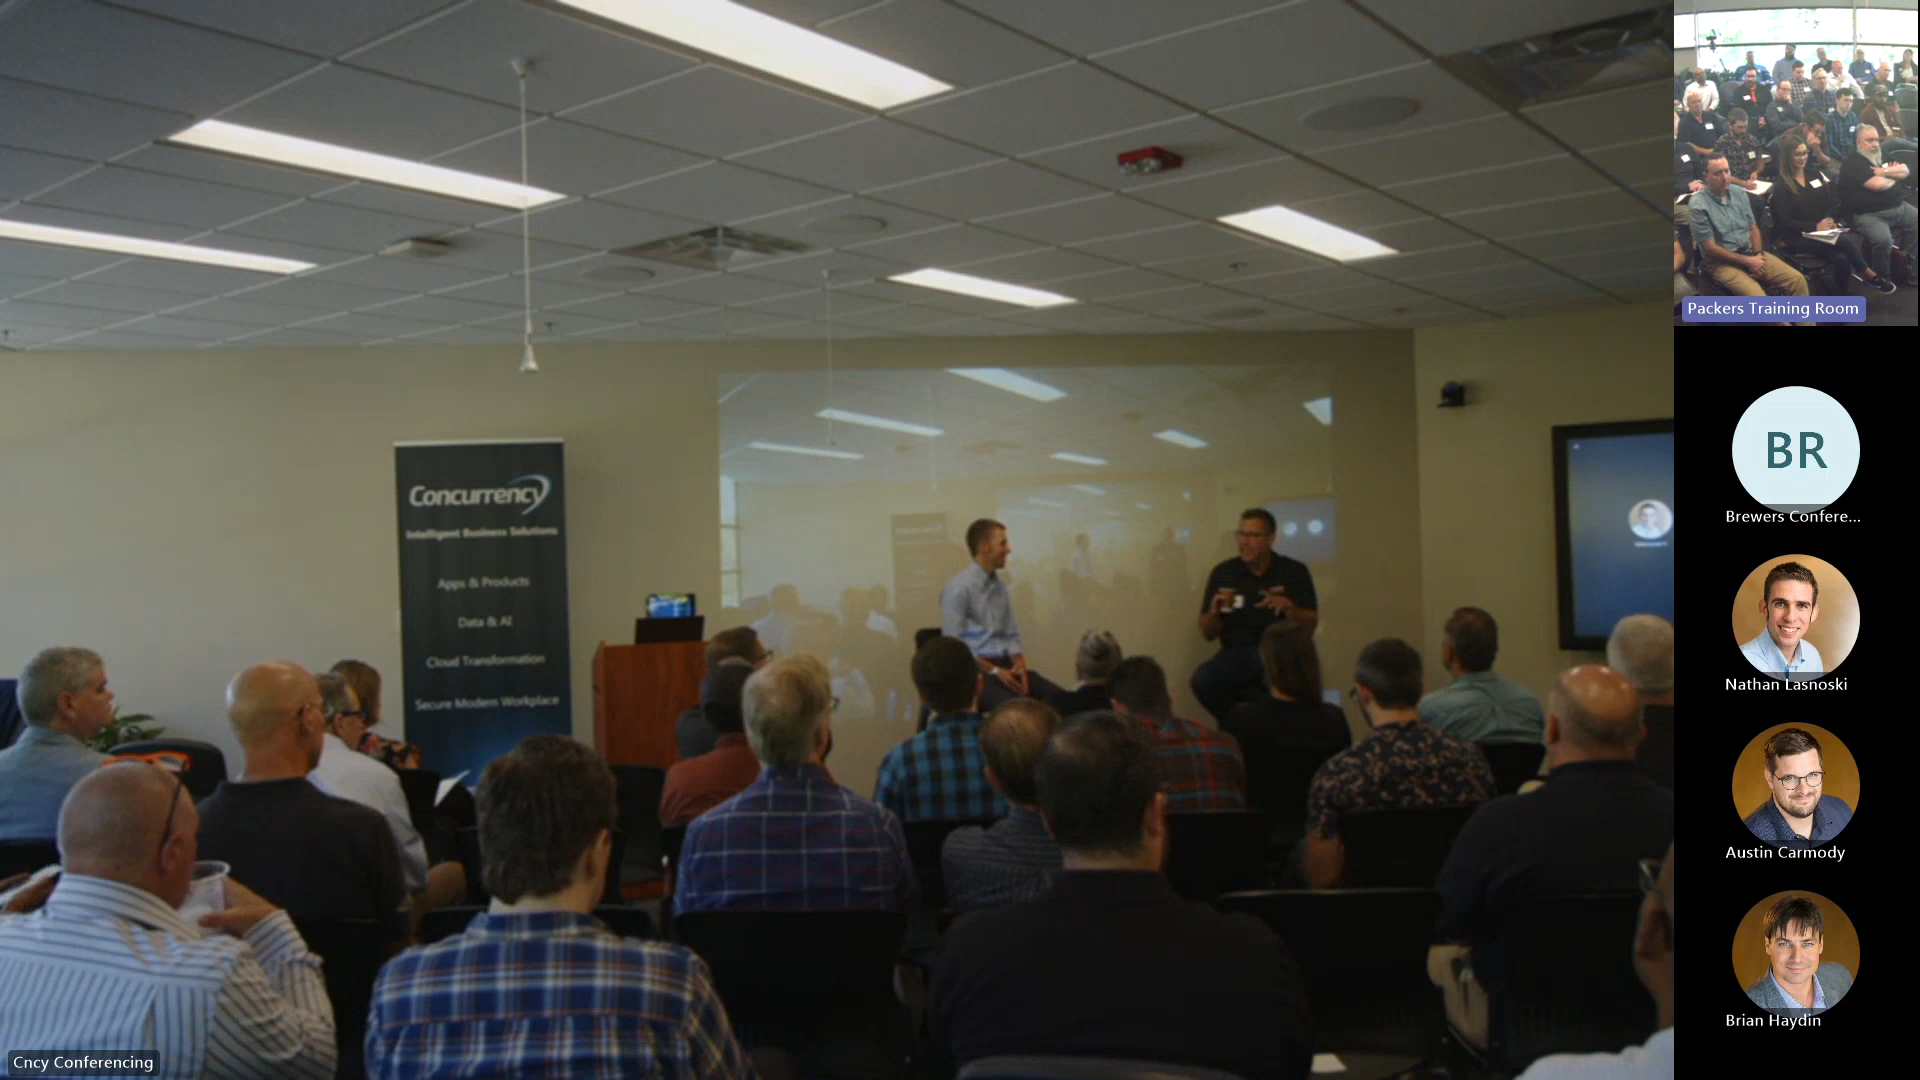 Concurrency
Intelligent Business Solutions
Apps & Products
Data & AI
Cloud Transformation
Secure Modern Workplace
Cncy Conferencing
Packers Training Room
BR
Brewers Confere...
Nathan Lasnoski
Austin Carmody
Brian Haydin